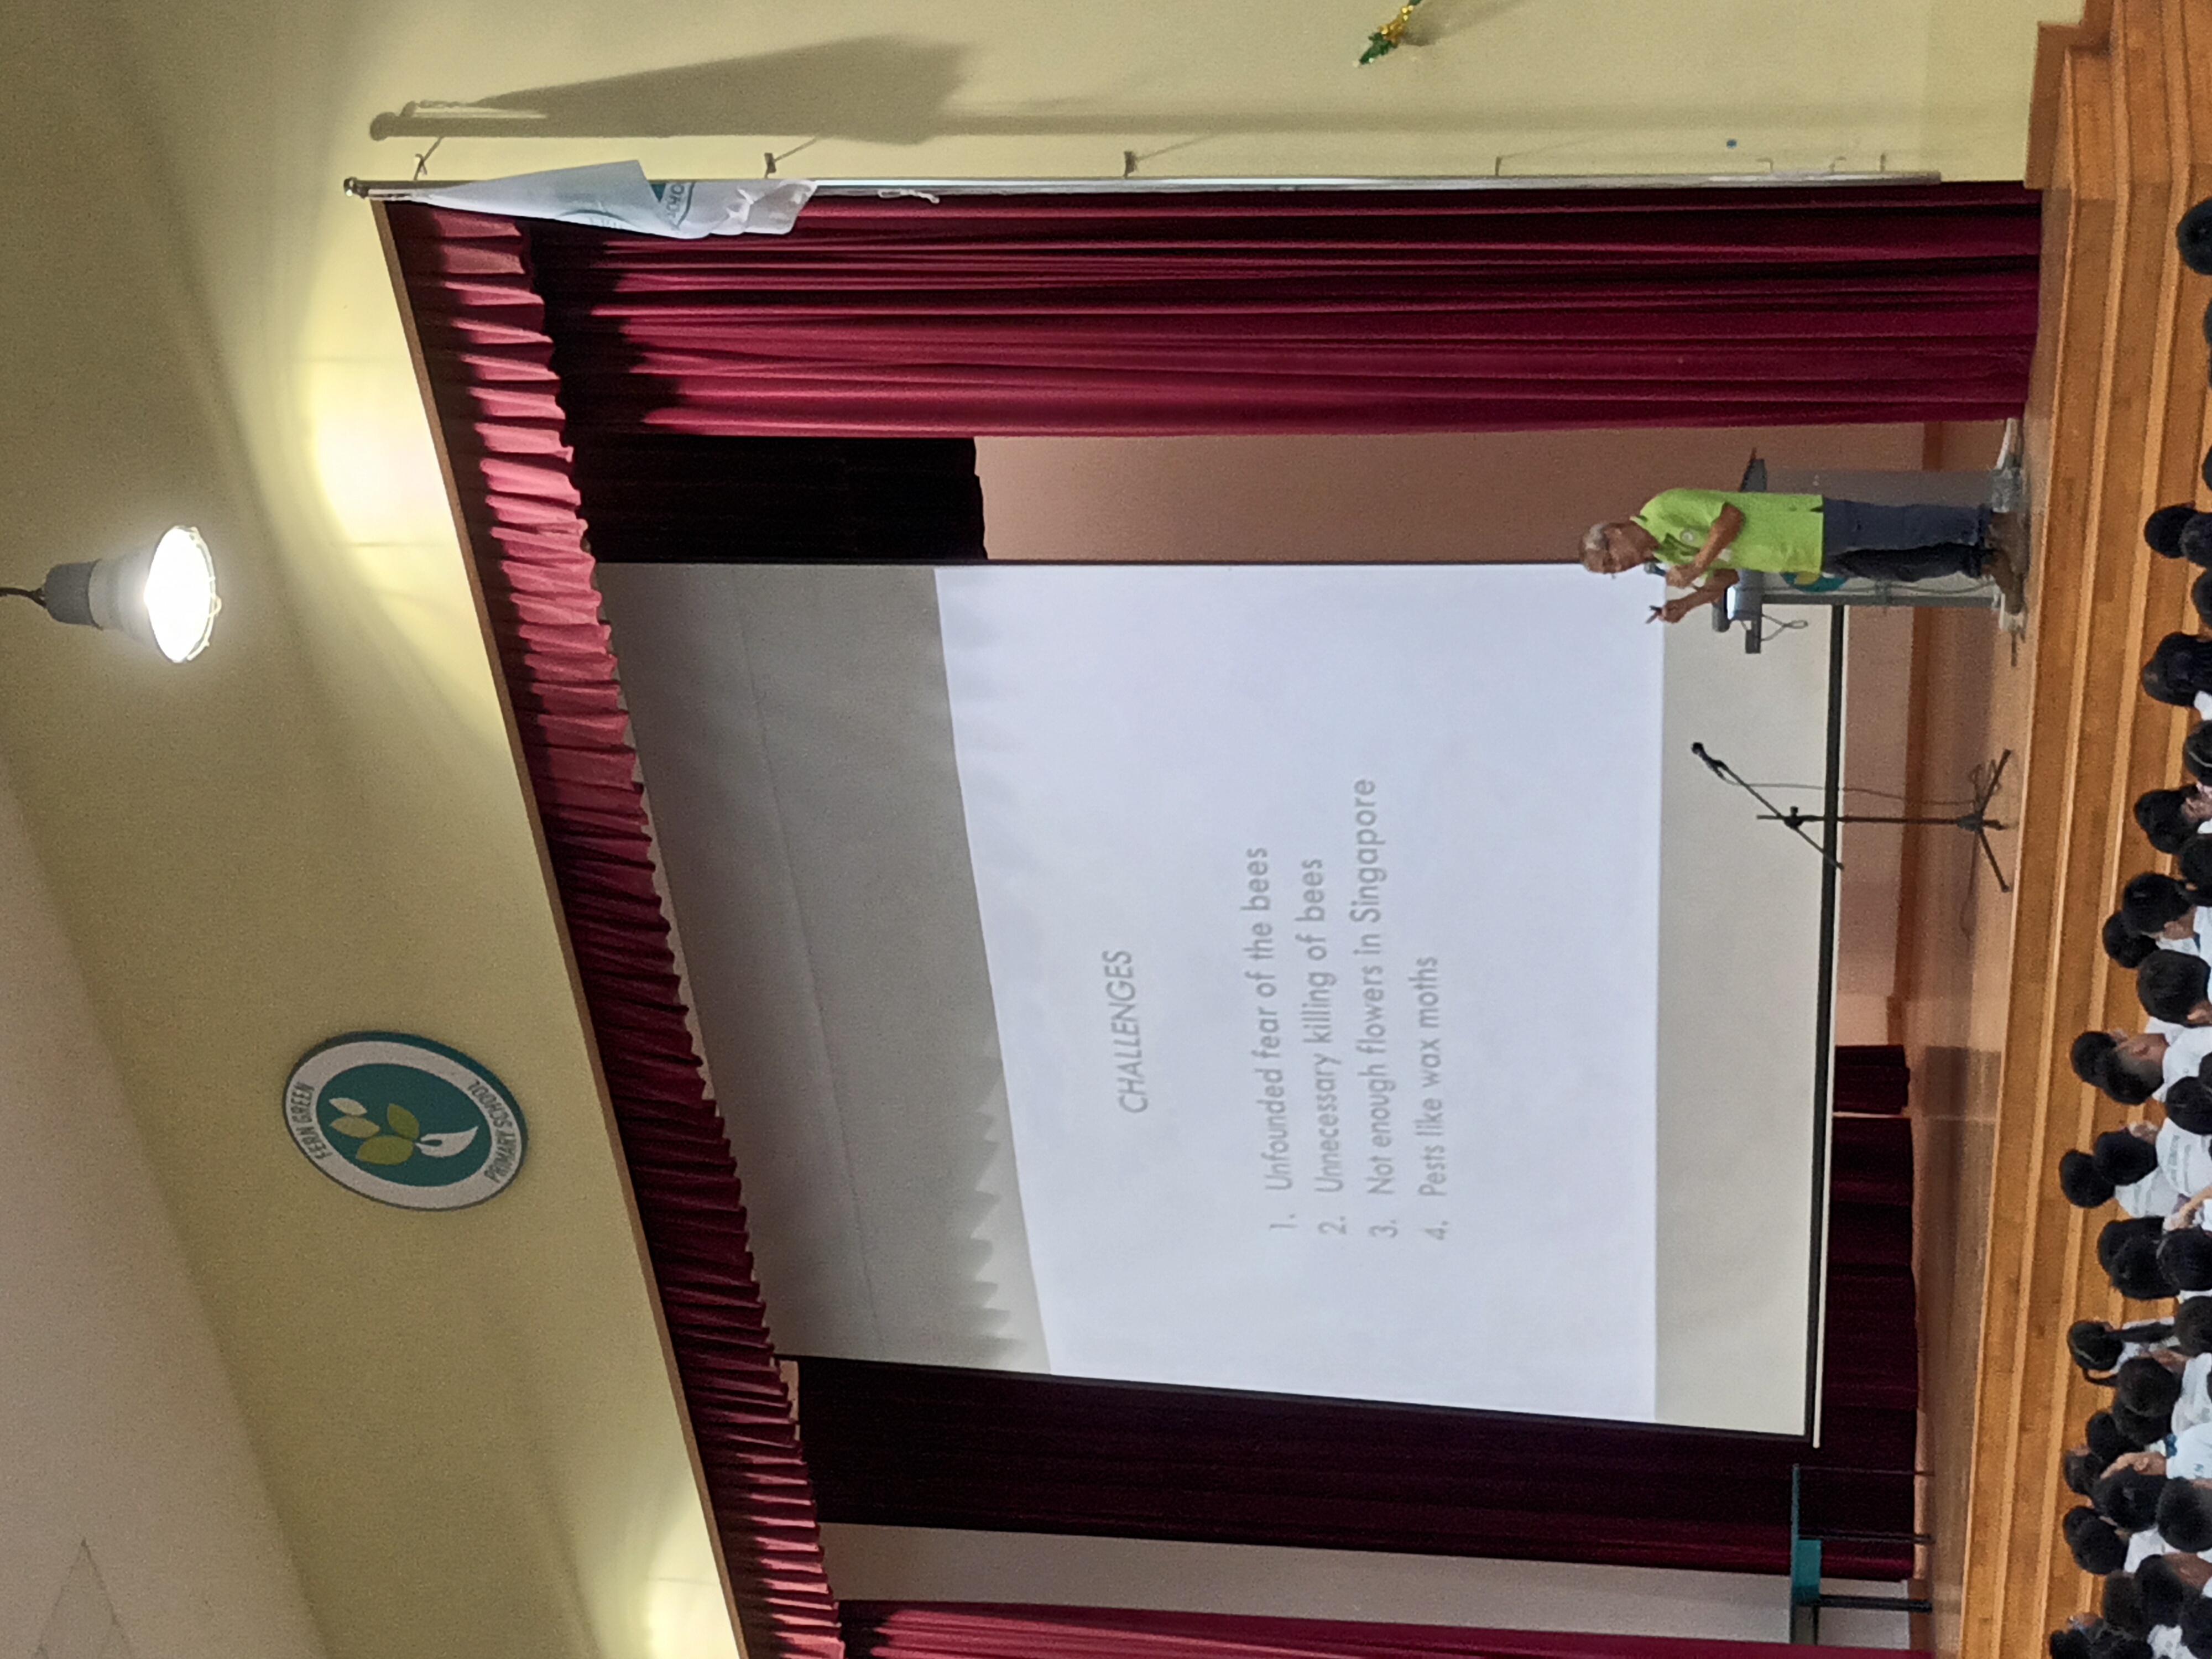 FERN GREEN
PRIMARY SCHOOL
CHALLENGES
1. Unfounded fear of the bees
2. Unnecessary killing of bees
3. Not enough flowers in Singapore
4. Pests like wax moths